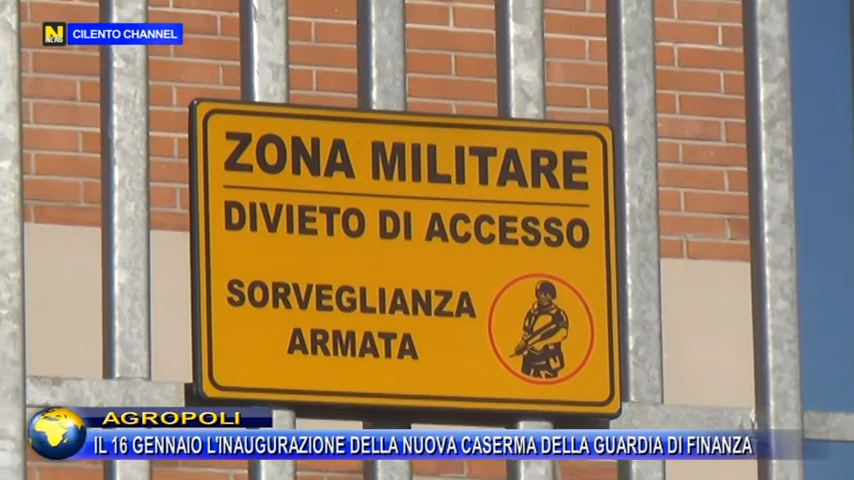 CILENTO CHANNEL
ZONA MILITARE
DIVIETO DI ACCESSO
SORVEGLIANZA
ARMATA
AGROPOLI
IL 16 GENNAIO L'INAUGURAZIONE DELLA NUOVA CASERMA DELLA GUARDIA DI FINANZA